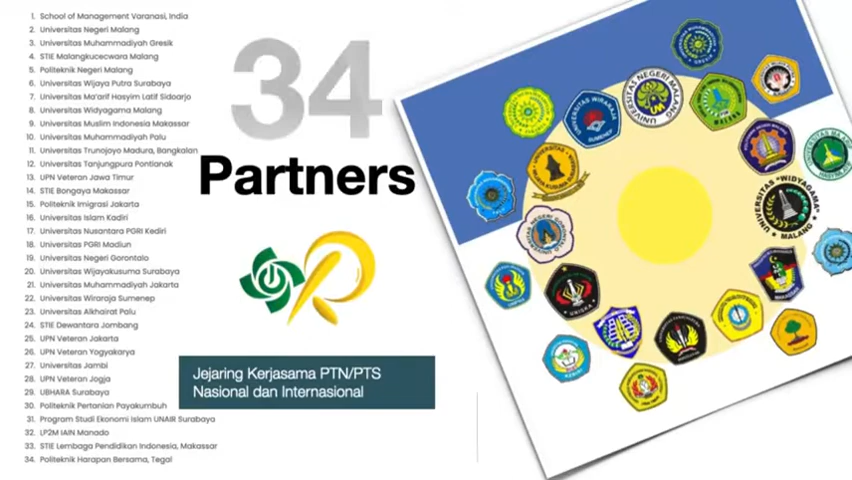 1. School of Management Varanasi, India
2. Universitas Negeri Malang
3. Universitas Muhammadiyah Gresik
4. STIE Malangkucecwara Malang
5. Politeknik Negeri Malang
6. Universitas Wijaya Putra Surabaya
7. Universitas Ma'arif Hasyim Latif Sidoarjo
8. Universitas Widyagama Malang
9. Universitas Muslim Indonesia Makassar
10. Universitas Muhammadiyah Palu
11. Universitas Trunojoyo Madura, Bangkalan
12. Universitas Tanjungpura Pontianak
13. UPN Veteran Jawa Timur
14. STIE Bongaya Makassar
15. Politeknik Imigrasi Jakarta
16. Universitas Islam Kadiri
17. Universitas Nusantara PGRI Kediri
18. Universitas PGRI Madiun
19. Universitas Negeri Gorontalo
20. Universitas Wijayakusuma Surabaya
21. Universitas Muhammadiyah Jakarta
22. Universitas Wiraraja Sumenep
23. Universitas Alkhairat Palu
24. STIE Dewantara Jombang
25. UPN Veteran Jakarta
26. UPN Veteran Yogyakarya
27. Universitas Jambi
28. UPN Veteran Jogja
29. UBHARA Surabaya
30. Politeknik Pertanian Payakumbuh
31. Program Studi Ekonomi Islam UNAIR Surabaya
32. LP2M IAIN Manado
33. STIE Lembaga Pendidikan Indonesia, Makassar
34. Politeknik Harapan Bersama, Tegal
34
Partners
Jejaring Kerjasama PTN/PTS
Nasional dan Internasional
UNIVERSITAS NEGERI MALANG
UNIVERSITAS WIRARAJA
SUMENEP
MALANG
UNIVERSITAS "WIDYAGAMA"
MALANG
UNIVERSITAS NEGERI GORONTALO
UNISKA